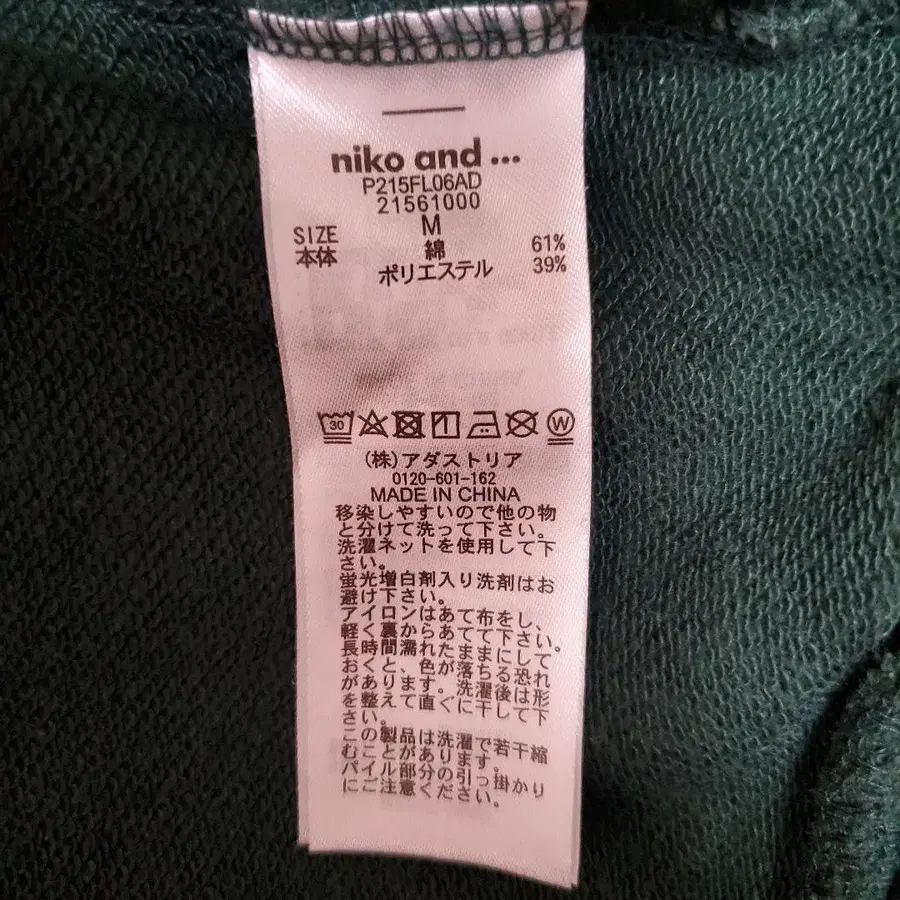 niko and ...
P215FL06AD
21561000
SIZE M
本体 綿 61%
ポリエステル 39%
30 W
(株)アダストリア
0120-601-162
MADE IN CHINA
移染しやすいので他の物
と分けて洗って下さい。
洗濯ネットを使用して下
さい。
蛍光増白剤入り洗剤はお
避け下さい。
アイロンはあて布をし、
軽く裏からあてて下さい。
長時間濡れたままにして
おくと、色が落ちる恐れ
があります。洗濯後は形
を整えて直ぐに干して下
さい。
この製品は洗濯で若干縮
むことがあります。
パイル部分の引っ掛かり
にご注意ください。